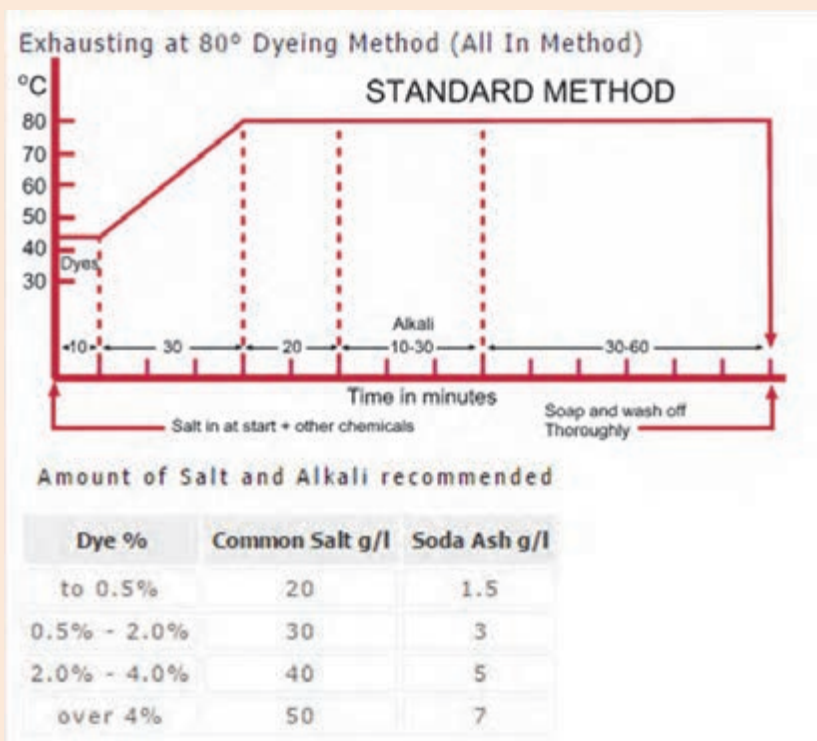 Exhausting at 80° Dyeing Method (All In Method)
°C
STANDARD METHOD
80
70
60
50
40
30
Dyes
Alkali
10 30 20 10-30 30-60
Time in minutes
Salt in at start + other chemicals
Soap and wash off
Thoroughly
Amount of Salt and Alkali recommended
Dye % Common Salt g/l Soda Ash g/l
to 0.5% 20 1.5
0.5% - 2.0% 30 3
2.0% - 4.0% 40 5
over 4% 50 7